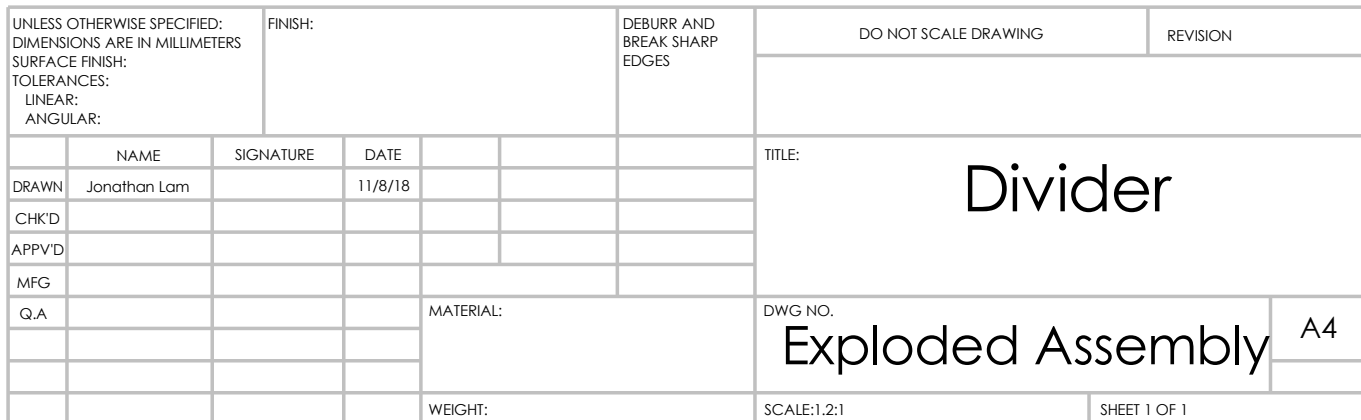 UNLESS OTHERWISE SPECIFIED:
DIMENSIONS ARE IN MILLIMETERS
SURFACE FINISH:
TOLERANCES:
LINEAR:
ANGULAR:
FINISH:
DEBURR AND
BREAK SHARP
EDGES
DO NOT SCALE DRAWING
REVISION
NAME SIGNATURE DATE
DRAWN Jonathan Lam 11/8/18
CHK'D
APPV'D
MFG
Q.A
TITLE:
Divider
MATERIAL:
DWG NO.
Exploded Assembly
A4
WEIGHT:
SCALE:1.2:1
SHEET 1 OF 1